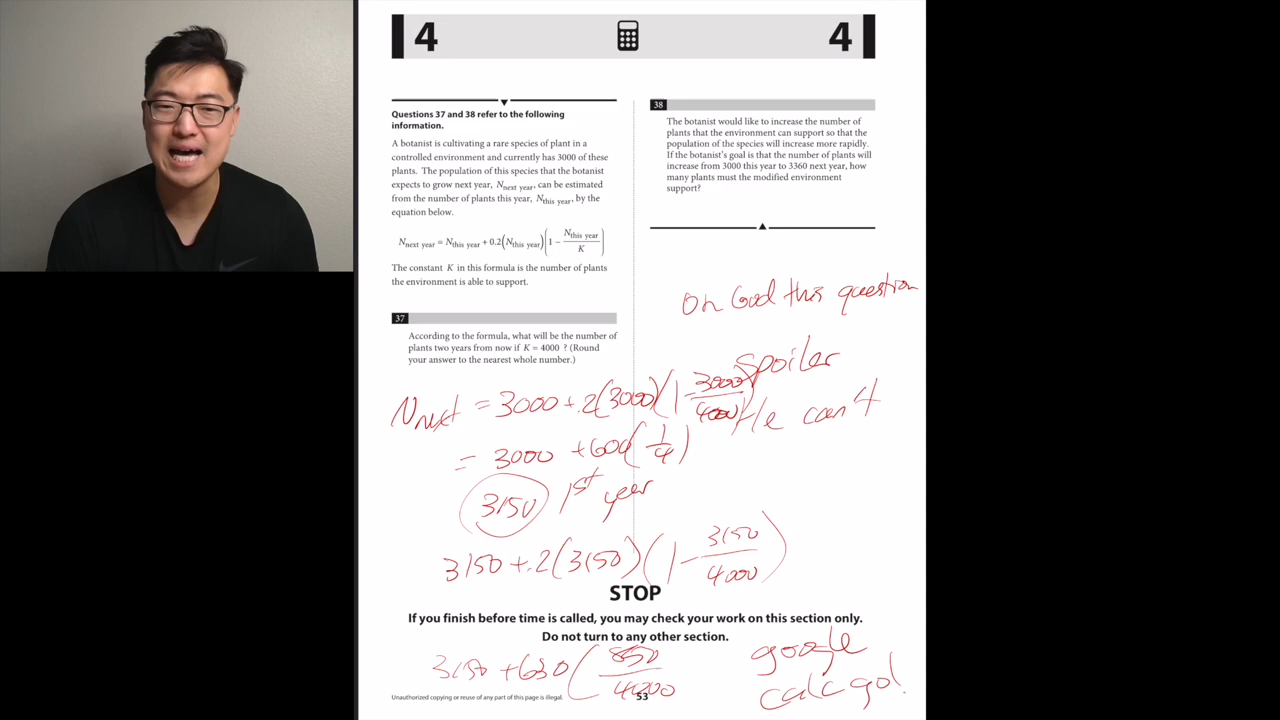 4 4
Questions 37 and 38 refer to the following
information.
A botanist is cultivating a rare species of plant in a
controlled environment and currently has 3000 of these
plants. The population of this species that the botanist
expects to grow next year, N_next year, can be estimated
from the number of plants this year, N_this year, by the
equation below.
N_next year = N_this year + 0.2(N_this year)(1 − N_this year/K)
The constant K in this formula is the number of plants
the environment is able to support.
37
According to the formula, what will be the number of
plants two years from now if K = 4000 ? (Round
your answer to the nearest whole number.)
38
The botanist would like to increase the number of
plants that the environment can support so that the
population of the species will increase more rapidly.
If the botanist's goal is that the number of plants will
increase from 3000 this year to 3360 next year, how
many plants must the modified environment
support?
On God this question
spoiler
He can 4
N_next = 3000 + .2(3000)(1 − 3000/4000)
= 3000 + 600(1/4)
3150 1st year
3150 + .2(3150)(1 − 3150/4000)
STOP
If you finish before time is called, you may check your work on this section only.
Do not turn to any other section.
3150 + 630(850/4000
google
calc go!
Unauthorized copying or reuse of any part of this page is illegal.
53